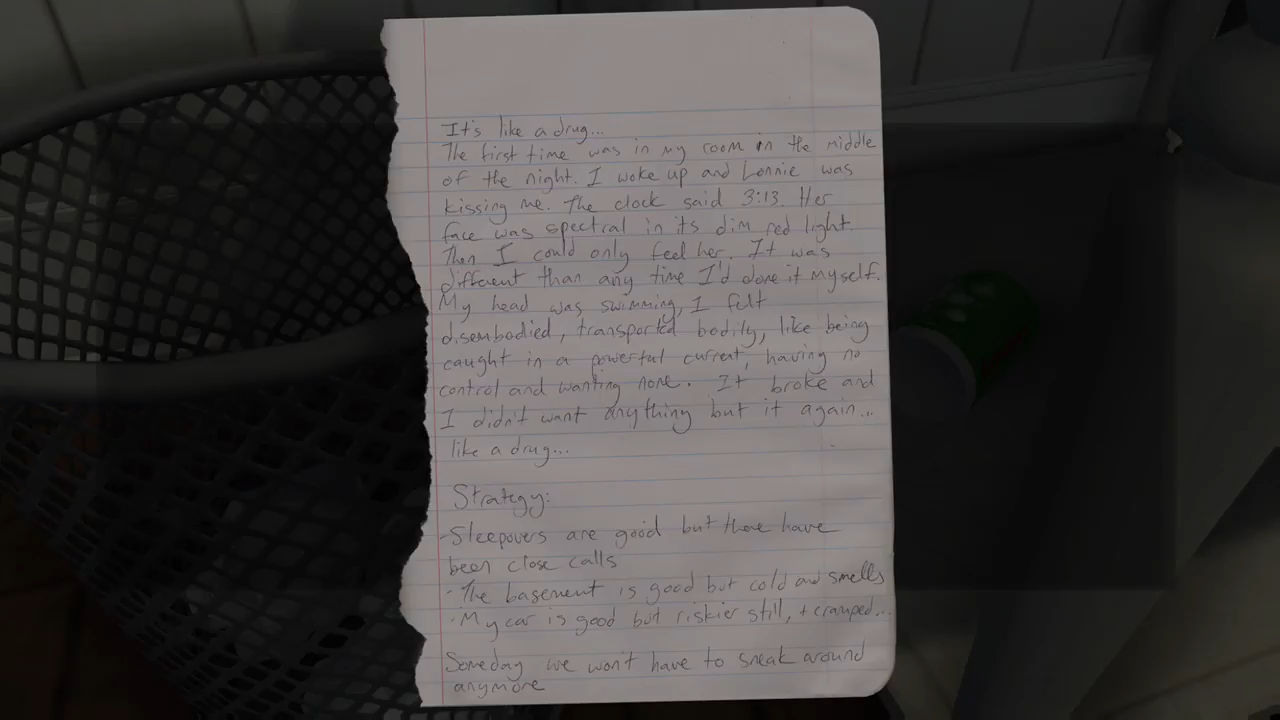 It's like a drug...
The first time was in my room in the middle
of the night. I woke up and Lonnie was
kissing me. The clock said 3:13. Her
face was spectral in its dim red light.
Then I could only feel her. It was
different than any time I'd done it myself.
My head was swimming, I felt
disembodied, transported bodily, like being
caught in a powerful current, having no
control and wanting none. It broke and
I didn't want anything but it again...
like a drug...
Strategy:
-Sleepovers are good but there have
been close calls
-The basement is good but cold and smells
-My car is good but riskier still, + cramped...
Someday we won't have to sneak around
anymore